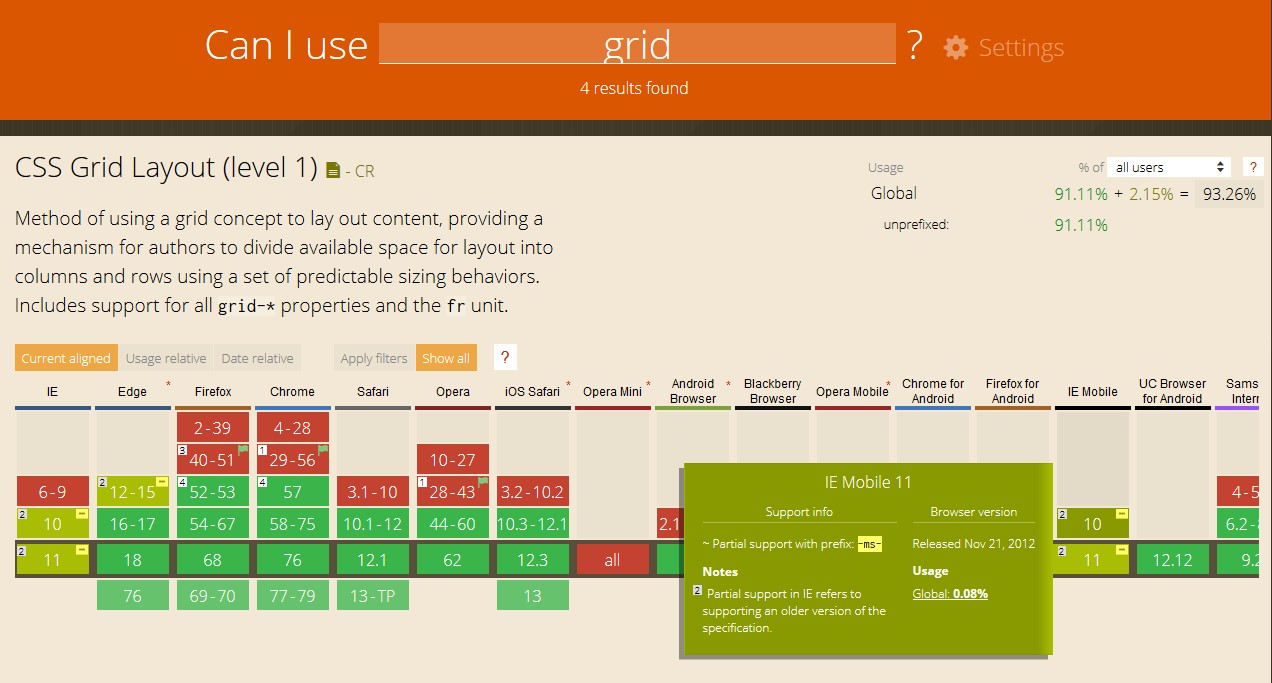 Can I use grid ? Settings
4 results found
CSS Grid Layout (level 1) - CR
Usage % of all users ?
Global 91.11% + 2.15% = 93.26%
unprefixed: 91.11%
Method of using a grid concept to lay out content, providing a
mechanism for authors to divide available space for layout into
columns and rows using a set of predictable sizing behaviors.
Includes support for all grid-* properties and the fr unit.
Current aligned Usage relative Date relative Apply filters Show all ?
IE Edge * Firefox Chrome Safari Opera iOS Safari * Opera Mini * Android Browser * Blackberry Browser Opera Mobile * Chrome for Android Firefox for Android IE Mobile UC Browser for Android Sams Interr
2-39 4-28
3 40-51 1 29-56 10-27
6-9 2 12-15 4 52-53 4 57 3.1-10 1 28-43 3.2-10.2 4-5
2 10 16-17 54-67 58-75 10.1-12 44-60 10.3-12.1 2.1 2 10 6.2-
2 11 18 68 76 12.1 62 12.3 all 2 11 12.12 9.2
76 69-70 77-79 13-TP 13
IE Mobile 11
Support info
~ Partial support with prefix: -ms-
Notes
2 Partial support in IE refers to
supporting an older version of the
specification.
Browser version
Released Nov 21, 2012
Usage
Global: 0.08%